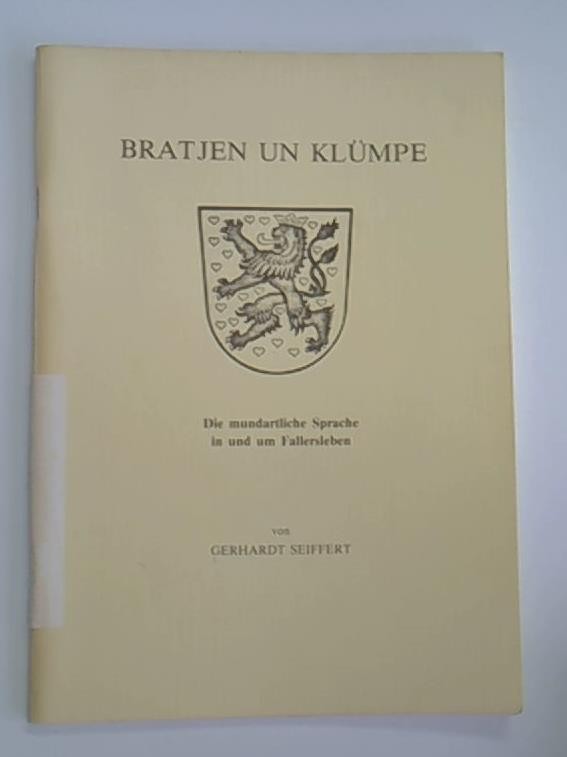 BRATJEN UN KLÜMPE
Die mundartliche Sprache
in und um Fallersleben
von
GERHARDT SEIFFERT